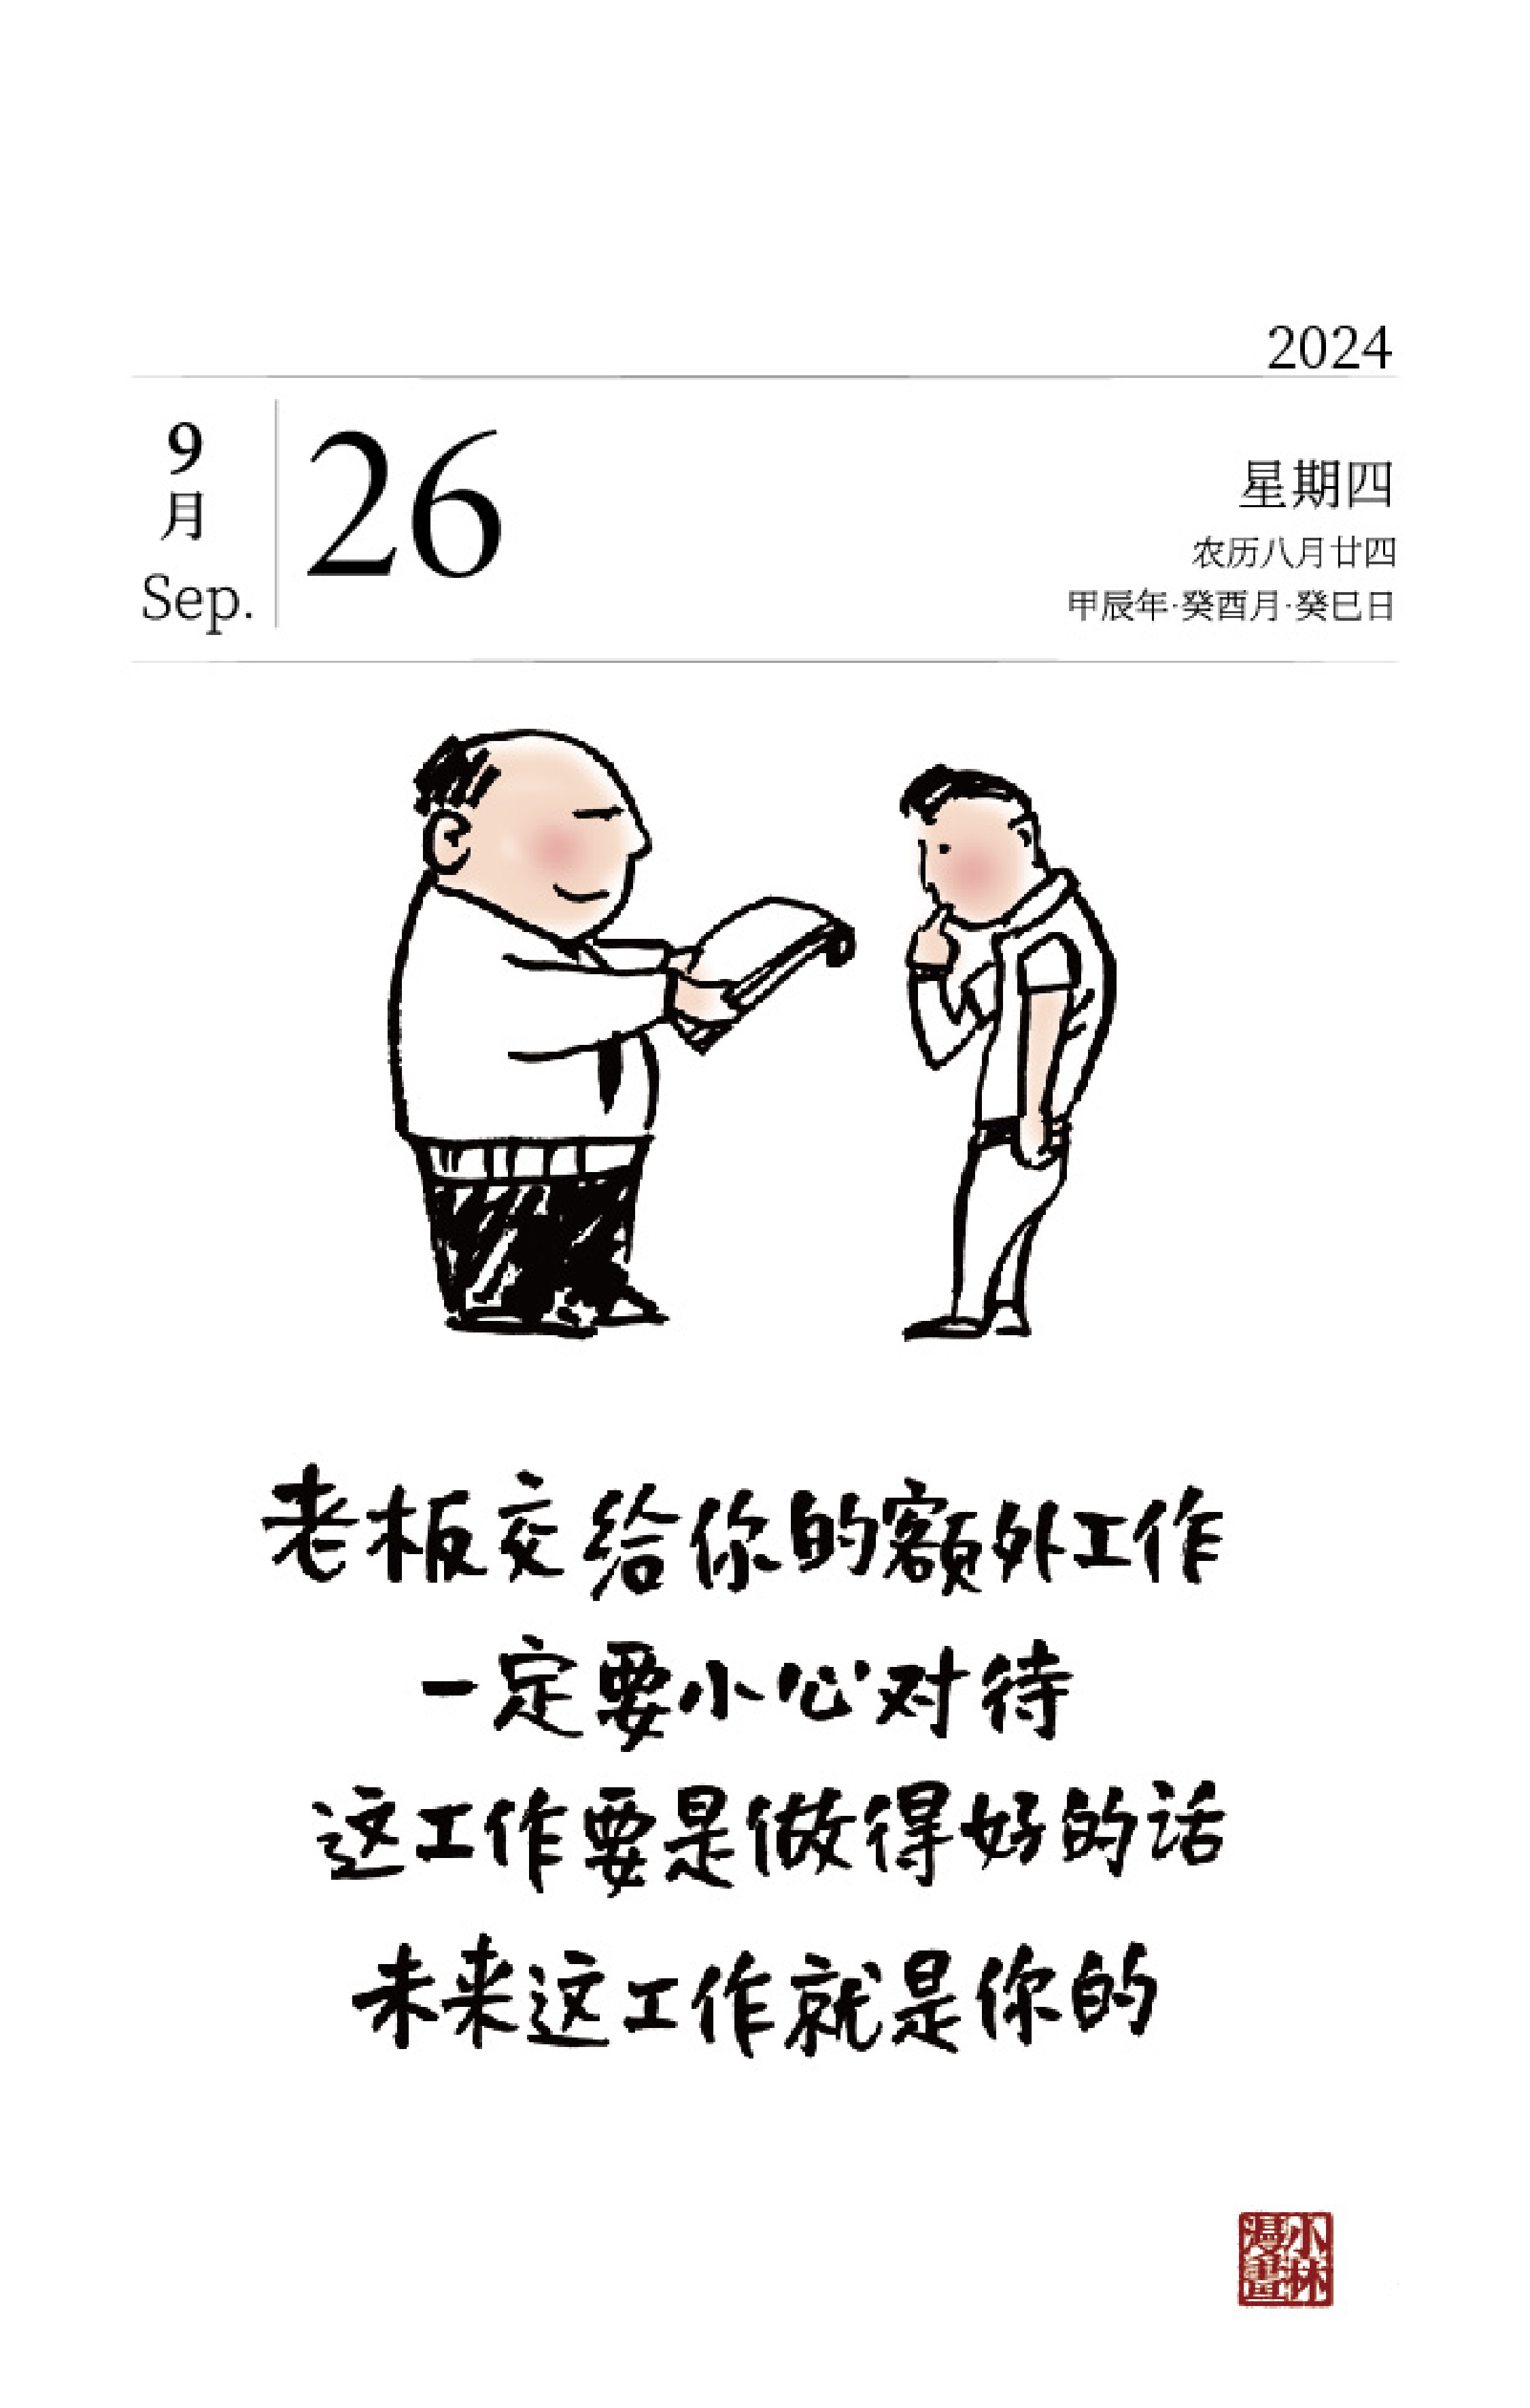 2024
9
月
Sep.
26
星期四
农历八月廿四
甲辰年·癸酉月·癸巳日
老板交给你的额外工作
一定要小心对待
这工作要是做得好的话
未来这工作就是你的
小林
漫畫